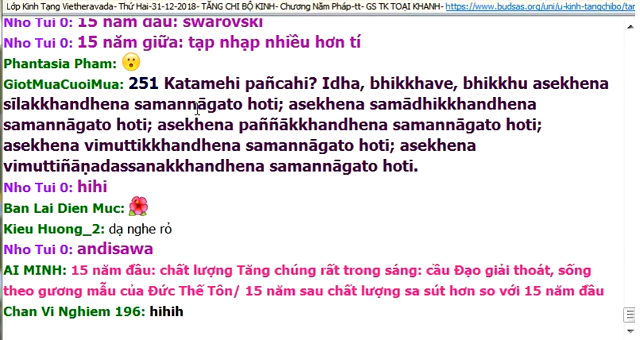 Lớp Kinh Tạng Vietheravada- Thứ Hai-31-12-2018- TĂNG CHI BỘ KINH- Chương Năm Pháp-tt- GS TK TOẠI KHANH- https://www.budsas.org/uni/u-kinh-tangchibo/tan
Nho Tui 0: 15 năm đầu: swarovski
Nho Tui 0: 15 năm giữa: tạp nhạp nhiều hơn tí
Phantasia Pham:
GiotMuaCuoiMua: 251 Katamehi pañcahi? Idha, bhikkhave, bhikkhu asekhena
sīlakkhandhena samannāgato hoti; asekhena samādhikkhandhena
samannāgato hoti; asekhena paññākkhandhena samannāgato hoti;
asekhena vimuttikkhandhena samannāgato hoti; asekhena
vimuttiñāṇadassanakkhandhena samannāgato hoti.
Nho Tui 0: hihi
Ban Lai Dien Muc:
Kieu Huong_2: dạ nghe rỏ
Nho Tui 0: andisawa
AI MINH: 15 năm đầu: chất lượng Tăng chúng rất trong sáng: cầu Đạo giải thoát, sống
theo gương mẫu của Đức Thế Tôn/ 15 năm sau chất lượng sa sút hơn so với 15 năm đầu
Chan Vi Nghiem 196: hihih